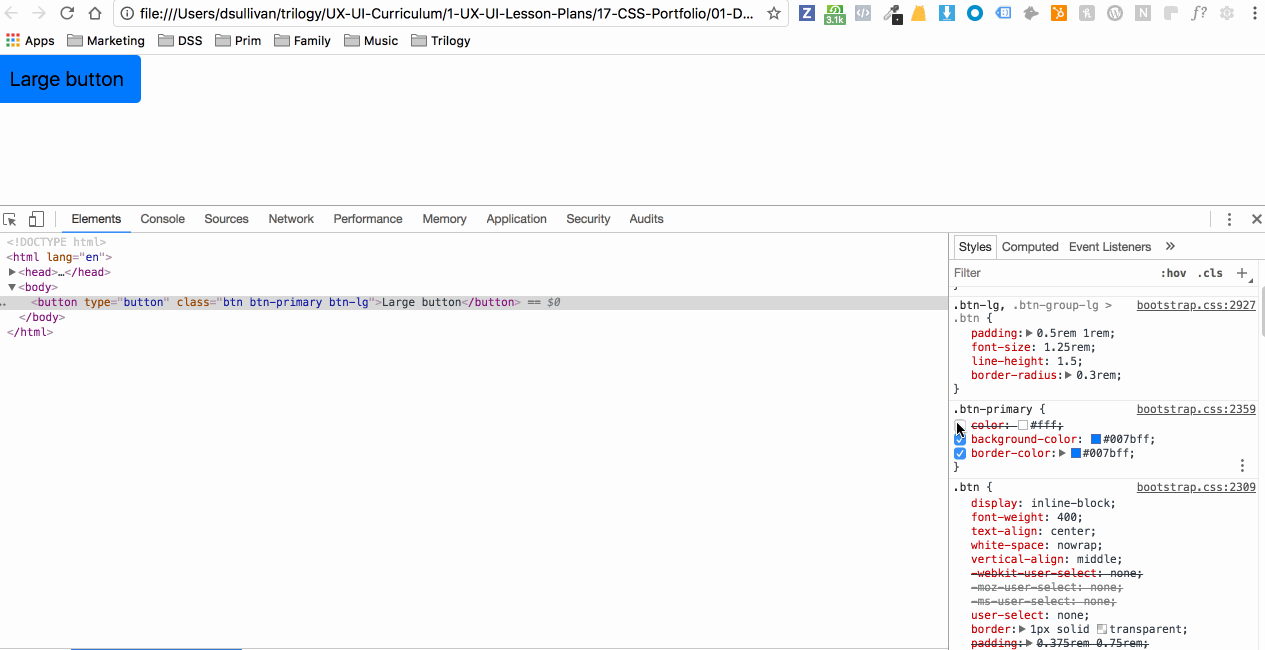 file:///Users/dsullivan/trilogy/UX-UI-Curriculum/1-UX-UI-Lesson-Plans/17-CSS-Portfolio/01-D... Z 3.1k N f?
Apps Marketing DSS Prim Family Music Trilogy
Large button
Elements Console Sources Network Performance Memory Application Security Audits
<!DOCTYPE html>
<html lang="en">
<head>…</head>
<body>
<button type="button" class="btn btn-primary btn-lg">Large button</button> == $0
</body>
</html>
Styles Computed Event Listeners »
Filter :hov .cls +
}
.btn-lg, .btn-group-lg > bootstrap.css:2927
.btn {
padding: 0.5rem 1rem;
font-size: 1.25rem;
line-height: 1.5;
border-radius: 0.3rem;
}
.btn-primary { bootstrap.css:2359
color: #fff;
background-color: #007bff;
border-color: #007bff;
}
.btn { bootstrap.css:2309
display: inline-block;
font-weight: 400;
text-align: center;
white-space: nowrap;
vertical-align: middle;
-webkit-user-select: none;
-moz-user-select: none;
-ms-user-select: none;
user-select: none;
border: 1px solid transparent;
padding: 0.375rem 0.75rem;